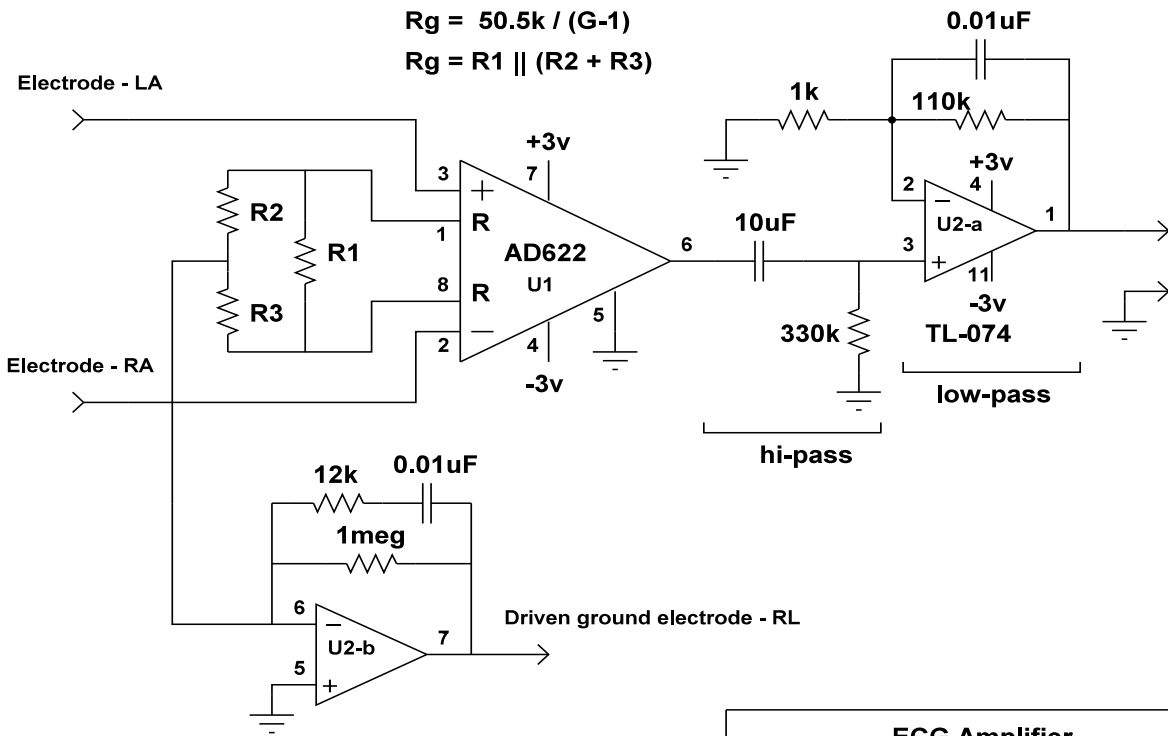 Rg = 50.5k / (G-1)
Rg = R1 || (R2 + R3)
0.01uF
Electrode - LA
1k
110k
+3v
3
7
+
R
1
R2
R1
R3
AD622
U1
8
R
−
2
4
-3v
5
6
10uF
330k
hi-pass
+3v
2
4
−
U2-a
1
3
+
11
-3v
TL-074
low-pass
Electrode - RA
12k
0.01uF
1meg
6
−
U2-b
7
5
+
Driven ground electrode - RL